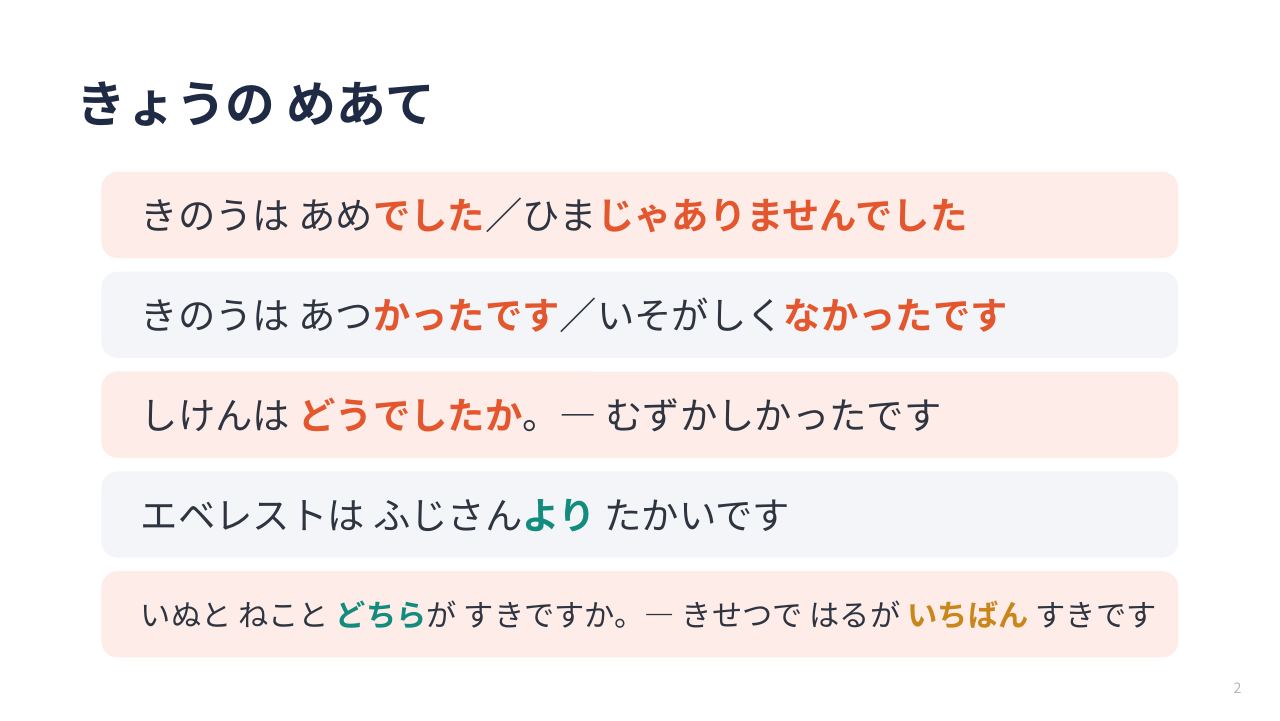 きょうの めあて
きのうは あめでした／ひまじゃありませんでした
きのうは あつかったです／いそがしくなかったです
しけんは どうでしたか。― むずかしかったです
エベレストは ふじさんより たかいです
いぬと ねこと どちらが すきですか。― きせつで はるが いちばん すきです
2